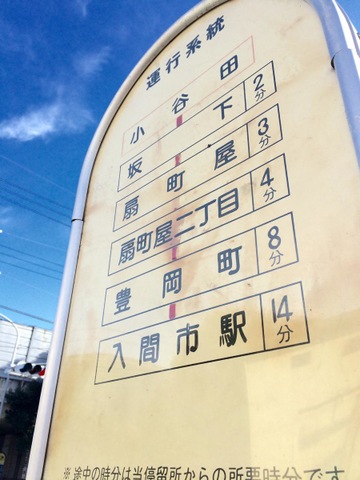 運行系統
小谷田
坂下 2分
扇町屋 3分
扇町屋二丁目 4分
豊岡町 8分
入間市駅 14分
※途中の時分は当停留所からの所要時分です